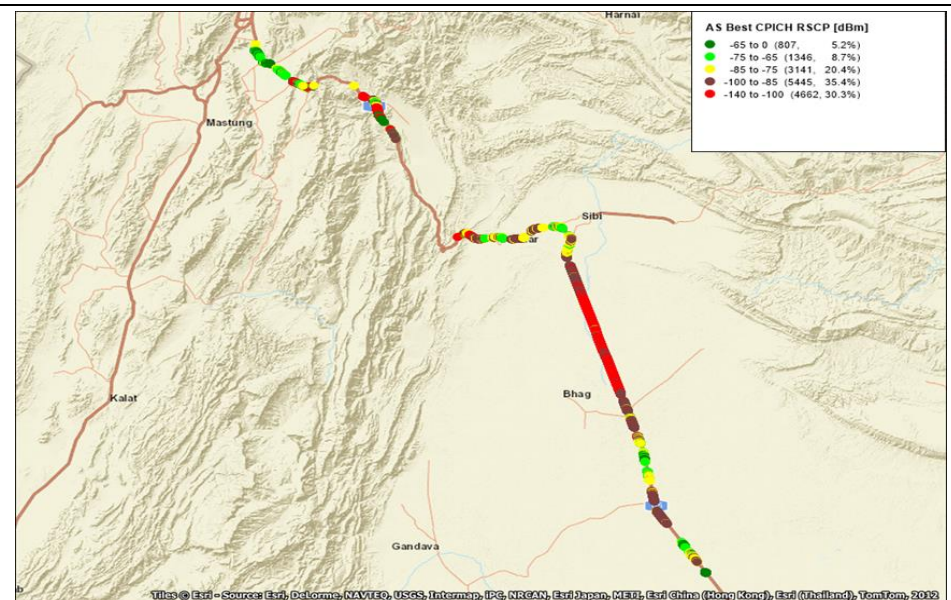 Harnai
AS Best CPICH RSCP [dBm]
-65 to 0 (807, 5.2%)
-75 to -65 (1346, 8.7%)
-85 to -75 (3141, 20.4%)
-100 to -85 (5445, 35.4%)
-140 to -100 (4662, 30.3%)
Mastung
Sibi
ar
Bhag
Kalat
Gandava
Tiles © Esri - Source: Esri, DeLorme, NAVTEQ, USGS, Intermap, iPC, NRCAN, Esri Japan, METI, Esri China (Hong Kong), Esri (Thailand), TomTom, 2012